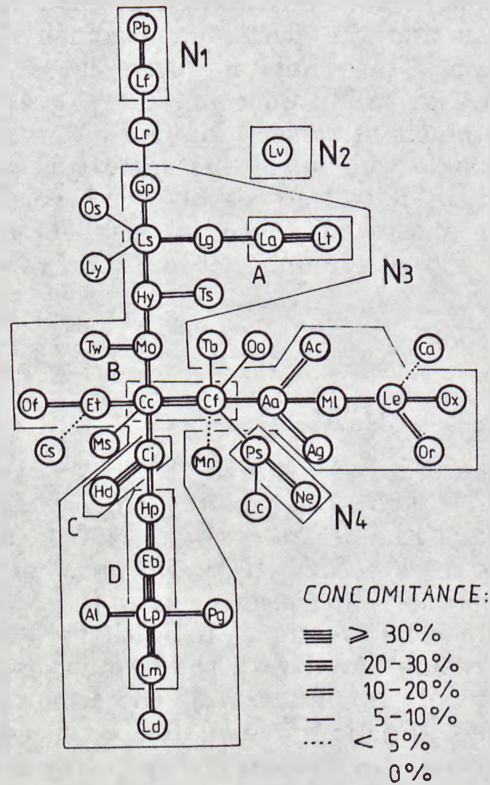 Pb
N1
Lf
Lr
Lv N2
Gp
Os
Ls Lg La Lt
Ly A N3
Hy Ts
Tb Oo Ac Ca
Tw Mo
B
Of Et Cc Cf Aa Ml Le Ox
Cs Ms Ci Mn Ps Ag Or
Hd Ne
C Hp Lc N4
D Eb
Al Lp Pg
Lm
Ld
CONCOMITANCE:
⩾ 30%
20-30%
10-20%
5-10%
< 5%
0%